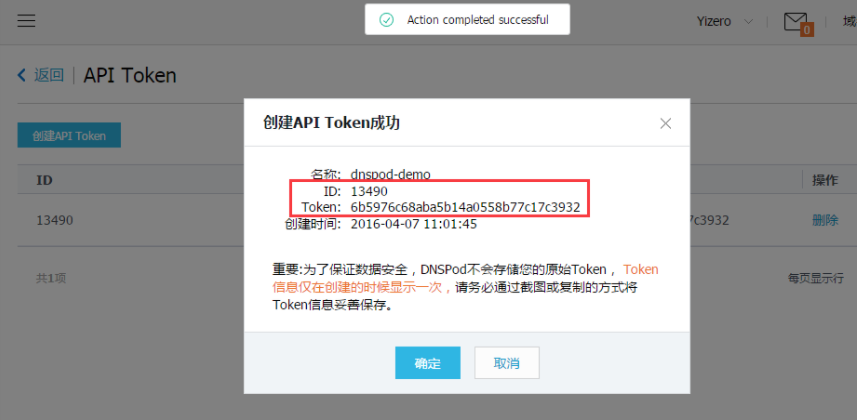 Action completed successful
Yizero
0
域
返回 | API Token
创建API Token
ID
操作
13490
7c3932
删除
共1项
每页显示行
创建API Token成功
名称: dnspod-demo
ID: 13490
Token: 6b5976c68aba5b14a0558b77c17c3932
创建时间: 2016-04-07 11:01:45
重要:为了保证数据安全，DNSPod不会存储您的原始Token， Token
信息仅在创建的时候显示一次，请务必通过截图或复制的方式将
Token信息妥善保存。
确定
取消